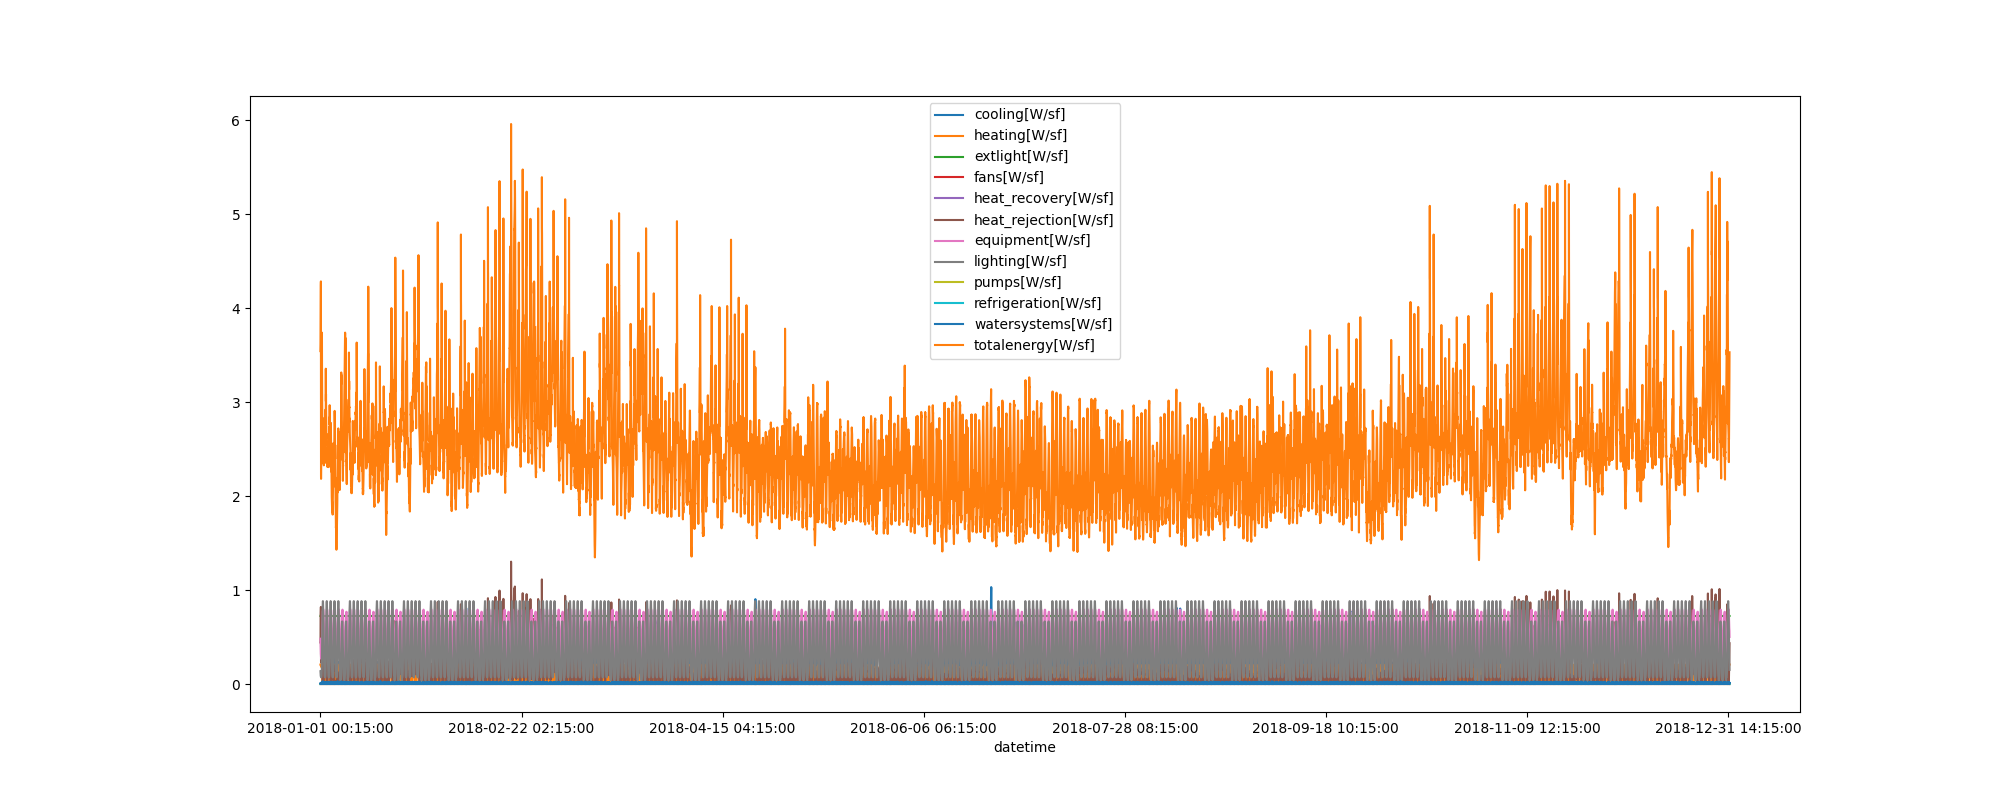 6
5
4
3
2
1
0
cooling[W/sf]
heating[W/sf]
extlight[W/sf]
fans[W/sf]
heat_recovery[W/sf]
heat_rejection[W/sf]
equipment[W/sf]
lighting[W/sf]
pumps[W/sf]
refrigeration[W/sf]
watersystems[W/sf]
totalenergy[W/sf]
2018-01-01 00:15:00 2018-02-22 02:15:00 2018-04-15 04:15:00 2018-06-06 06:15:00 2018-07-28 08:15:00 2018-09-18 10:15:00 2018-11-09 12:15:00 2018-12-31 14:15:00
datetime